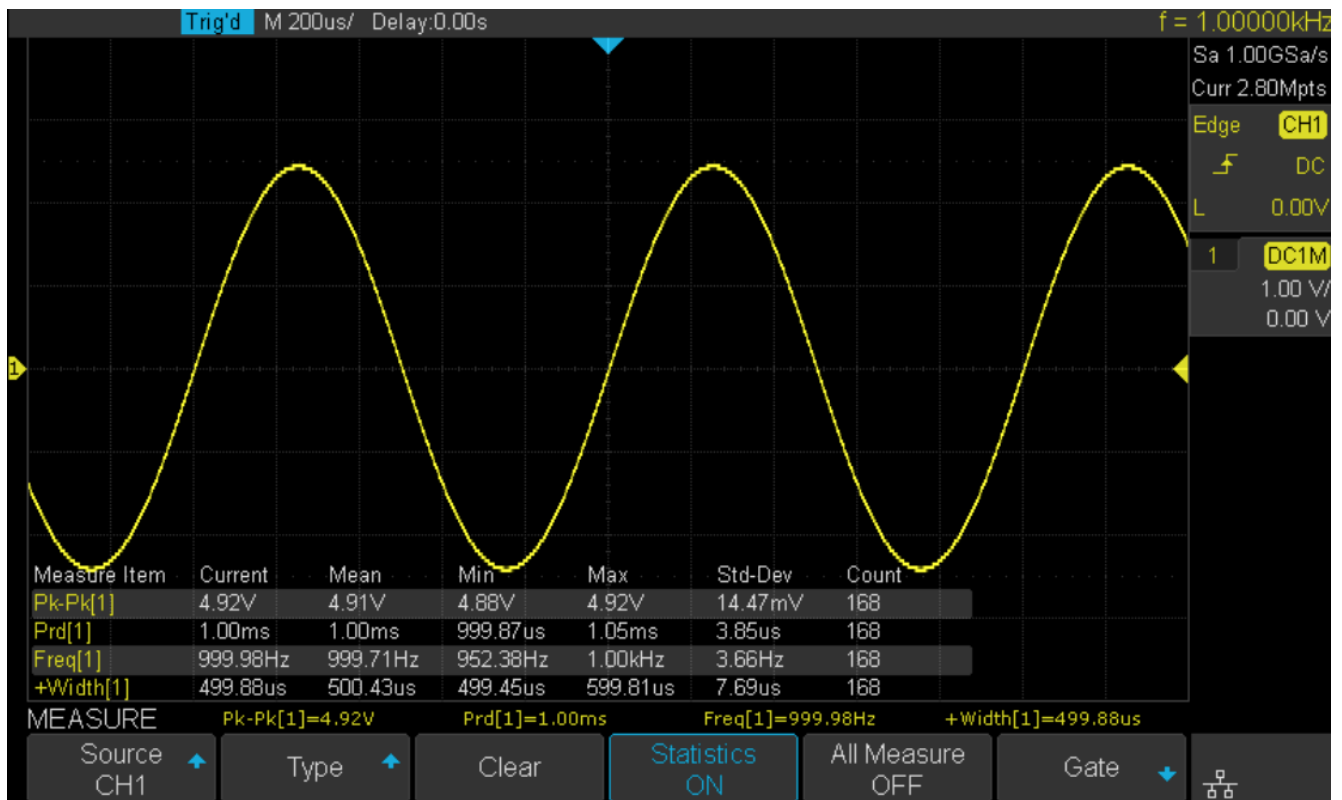 Trig'd M 200us/ Delay:0.00s f = 1.00000kHz
Sa 1.00GSa/s
Curr 2.80Mpts
Edge CH1
DC
L 0.00V
1 DC1M
1.00 V/
0.00 V
1
Measure Item Current Mean Min Max Std-Dev Count
Pk-Pk[1] 4.92V 4.91V 4.88V 4.92V 14.47mV 168
Prd[1] 1.00ms 1.00ms 999.87us 1.05ms 3.85us 168
Freq[1] 999.98Hz 999.71Hz 952.38Hz 1.00kHz 3.66Hz 168
+Width[1] 499.88us 500.43us 499.45us 599.81us 7.69us 168
MEASURE Pk-Pk[1]=4.92V Prd[1]=1.00ms Freq[1]=999.98Hz +Width[1]=499.88us
Source Type Clear Statistics All Measure Gate
CH1 ON OFF